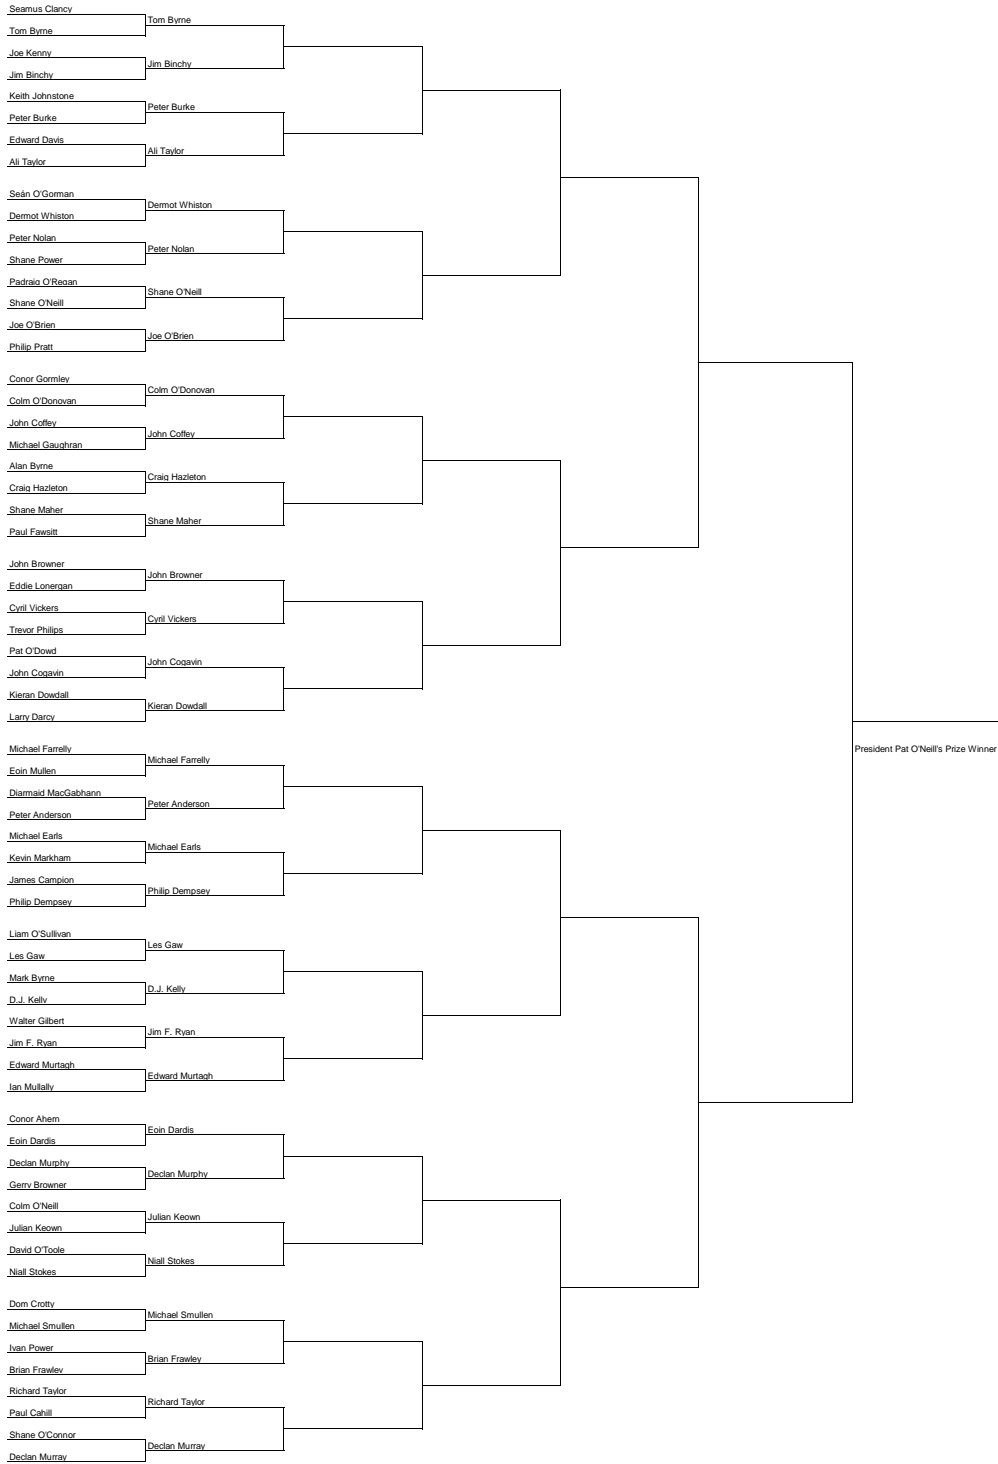 Seamus Clancy
Tom Byrne
Tom Byrne
Joe Kenny
Jim Binchy
Jim Binchy
Keith Johnstone
Peter Burke
Peter Burke
Edward Davis
Ali Taylor
Ali Taylor
Seán O'Gorman
Dermot Whiston
Dermot Whiston
Peter Nolan
Peter Nolan
Shane Power
Padraig O'Regan
Shane O'Neill
Shane O'Neill
Joe O'Brien
Joe O'Brien
Philip Pratt
Conor Gormley
Colm O'Donovan
Colm O'Donovan
John Coffey
John Coffey
Michael Gaughran
Alan Byrne
Craig Hazleton
Craig Hazleton
Shane Maher
Shane Maher
Paul Fawsitt
John Browner
John Browner
Eddie Lonergan
Cyril Vickers
Cyril Vickers
Trevor Philips
Pat O'Dowd
John Cogavin
John Cogavin
Kieran Dowdall
Kieran Dowdall
Larry Darcy
Michael Farrelly
President Pat O'Neill's Prize Winner
Michael Farrelly
Eoin Mullen
Diarmaid MacGabhann
Peter Anderson
Peter Anderson
Michael Earls
Michael Earls
Kevin Markham
James Campion
Philip Dempsey
Philip Dempsey
Liam O'Sullivan
Les Gaw
Les Gaw
Mark Byrne
D.J. Kelly
D.J. Kelly
Walter Gilbert
Jim F. Ryan
Jim F. Ryan
Edward Murtagh
Edward Murtagh
Ian Mullally
Conor Ahern
Eoin Dardis
Eoin Dardis
Declan Murphy
Declan Murphy
Gerry Browner
Colm O'Neill
Julian Keown
Julian Keown
David O'Toole
Niall Stokes
Niall Stokes
Dom Crotty
Michael Smullen
Michael Smullen
Ivan Power
Brian Frawley
Brian Frawley
Richard Taylor
Richard Taylor
Paul Cahill
Shane O'Connor
Declan Murray
Declan Murray